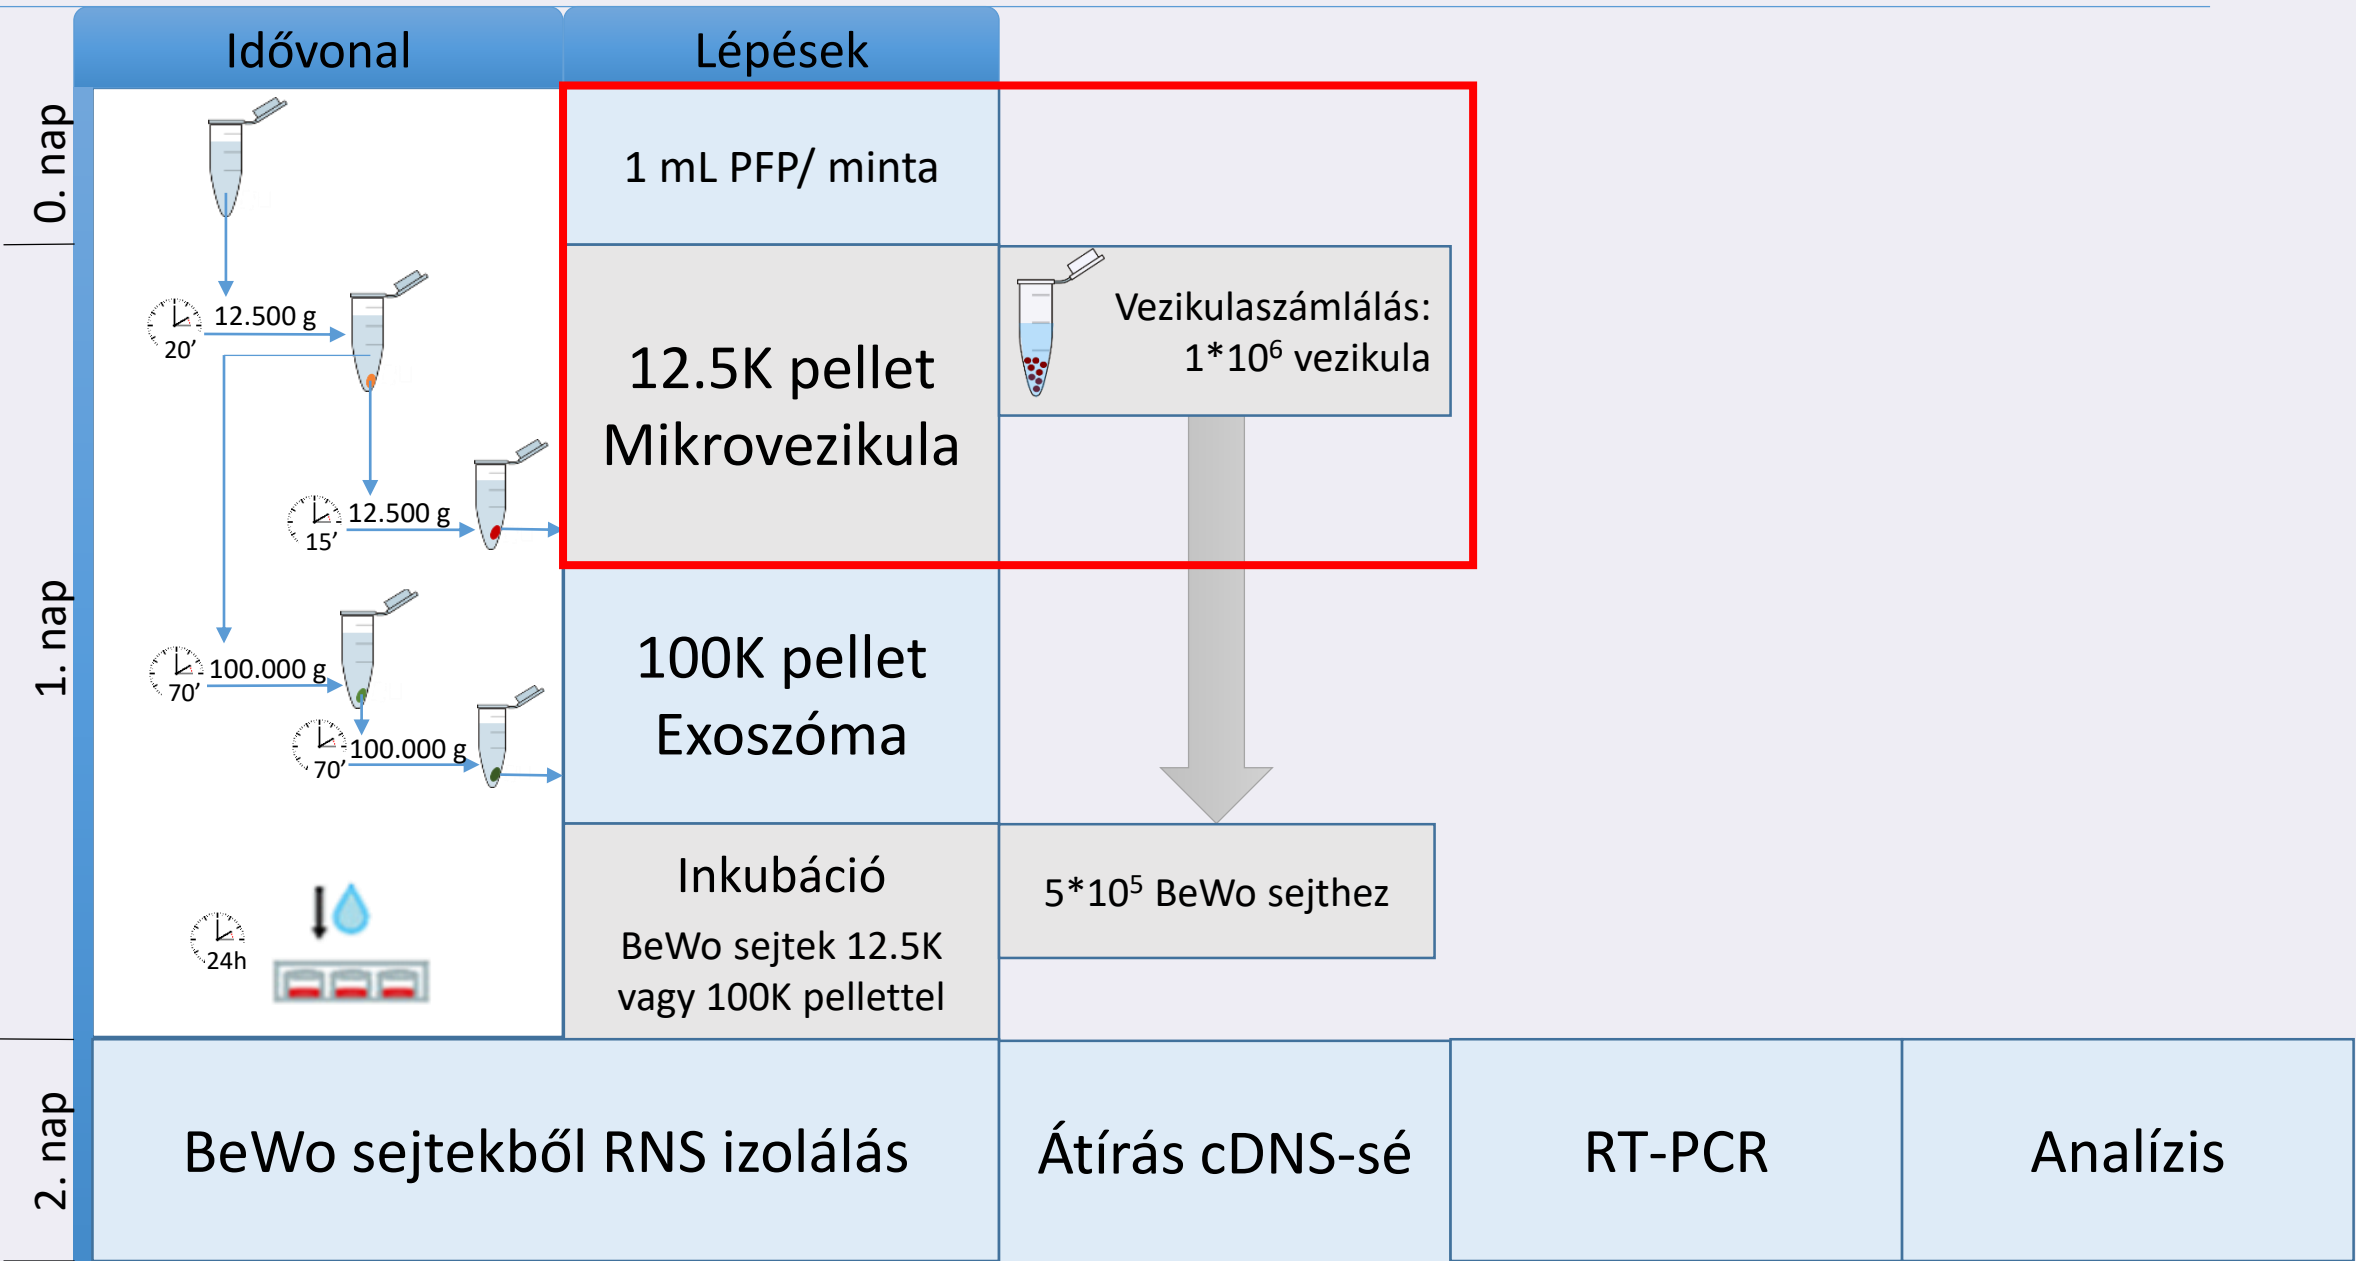 Idővonal
Lépések
0. nap
1 mL PFP/ minta
1. nap
12.500 g
20’
12.500 g
15’
12.5K pellet
Mikrovezikula
Vezikulaszámlálás:
1*10⁶ vezikula
100.000 g
70’
100.000 g
70’
100K pellet
Exoszóma
24h
Inkubáció
BeWo sejtek 12.5K
vagy 100K pellettel
5*10⁵ BeWo sejthez
2. nap
BeWo sejtekből RNS izolálás
Átírás cDNS-sé
RT-PCR
Analízis